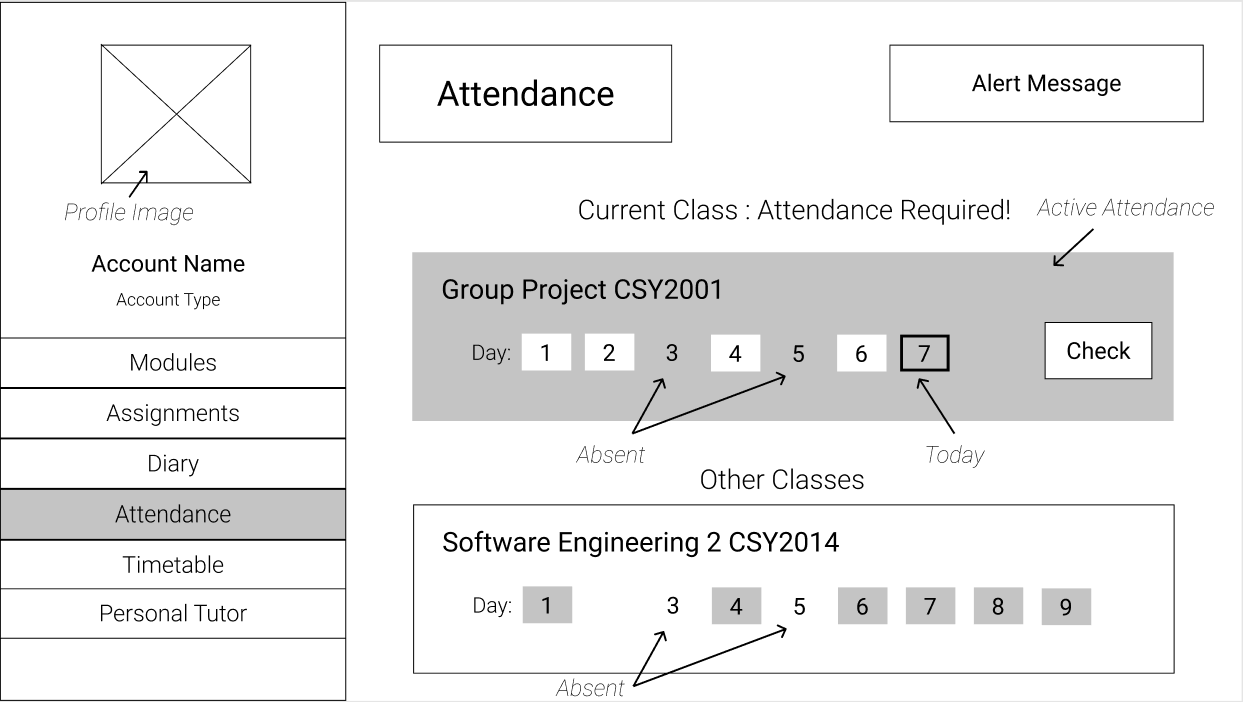 Profile Image
Account Name
Account Type
Modules
Assignments
Diary
Attendance
Timetable
Personal Tutor
Attendance
Alert Message
Current Class : Attendance Required!
Active Attendance
Group Project CSY2001
Day: 1 2 3 4 5 6 7
Check
Absent
Today
Other Classes
Software Engineering 2 CSY2014
Day: 1 3 4 5 6 7 8 9
Absent